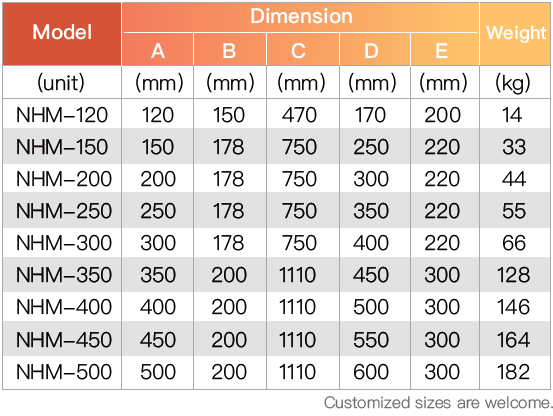 Model Dimension Weight
A B C D E
(unit) (mm) (mm) (mm) (mm) (mm) (kg)
NHM-120 120 150 470 170 200 14
NHM-150 150 178 750 250 220 33
NHM-200 200 178 750 300 220 44
NHM-250 250 178 750 350 220 55
NHM-300 300 178 750 400 220 66
NHM-350 350 200 1110 450 300 128
NHM-400 400 200 1110 500 300 146
NHM-450 450 200 1110 550 300 164
NHM-500 500 200 1110 600 300 182
Customized sizes are welcome.